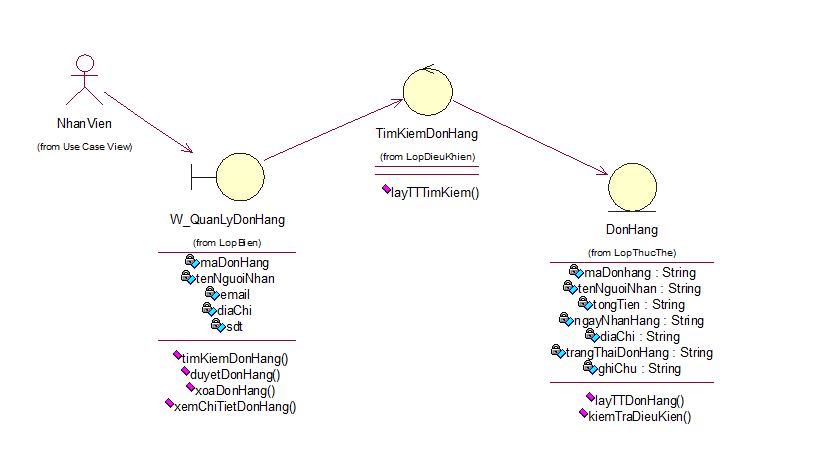 NhanVien
(from Use Case View)
W_QuanLyDonHang
(from LopBien)
maDonHang
tenNguoiNhan
email
diaChi
sdt
timKiemDonHang()
duyetDonHang()
xoaDonHang()
xemChiTietDonHang()
TimKiemDonHang
(from LopDieuKhien)
layTTTimKiem()
DonHang
(from LopThucThe)
maDonhang : String
tenNguoiNhan : String
tongTien : String
ngayNhanHang : String
diaChi : String
trangThaiDonHang : String
ghiChu : String
layTTDonHang()
kiemTraDieuKien()